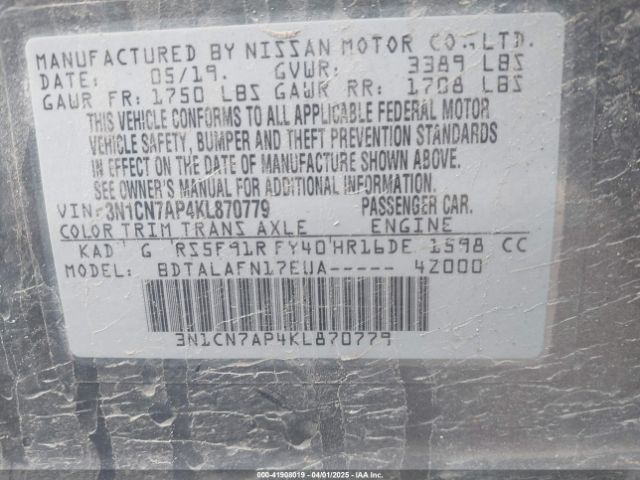 MANUFACTURED BY NISSAN MOTOR CO., LTD.
DATE: 05/19. GVWR: 3389 LBS
GAWR FR: 1750 LBS GAWR RR: 1708 LBS
THIS VEHICLE CONFORMS TO ALL APPLICABLE FEDERAL MOTOR
VEHICLE SAFETY, BUMPER AND THEFT PREVENTION STANDARDS
IN EFFECT ON THE DATE OF MANUFACTURE SHOWN ABOVE.
SEE OWNER'S MANUAL FOR ADDITIONAL INFORMATION.
VIN: 3N1CN7AP4KL870779 PASSENGER CAR.
COLOR TRIM TRANS AXLE ENGINE
KAD G RS5F91R FY40 HR16DE 1598 CC
MODEL: BDTALAFN17EUA----- 42000
3N1CN7AP4KL870779
000-41908019 - 04/01/2025 - IAAI.COM